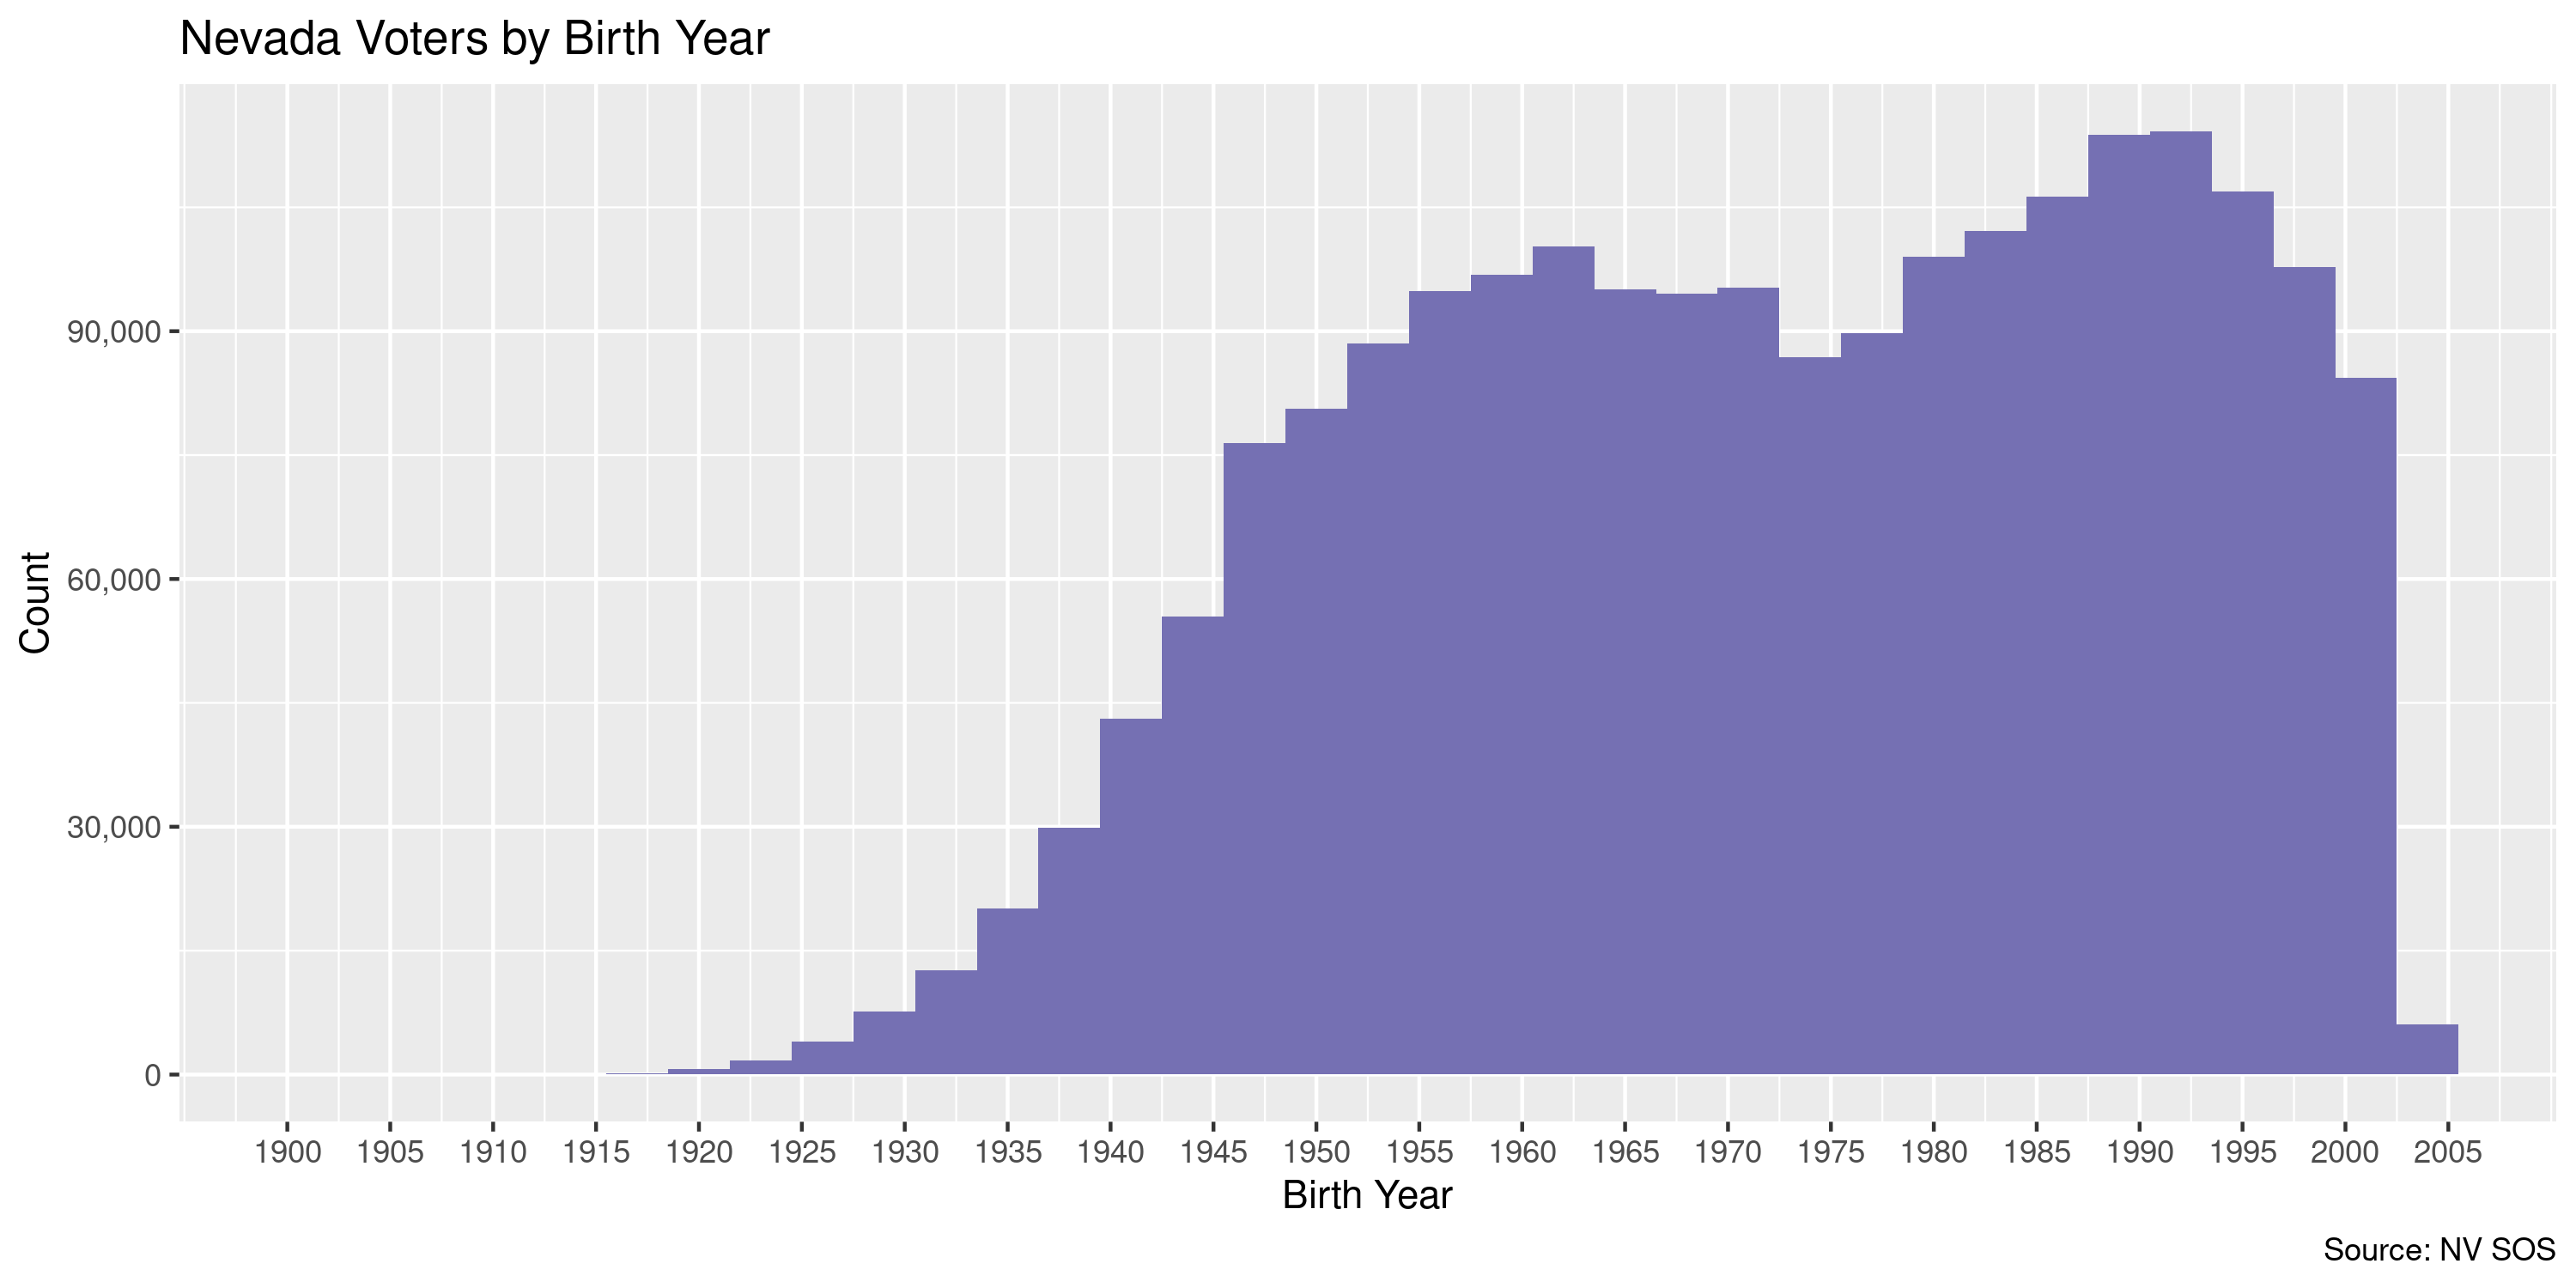 Nevada Voters by Birth Year
Count
90,000
60,000
30,000
0
1900 1905 1910 1915 1920 1925 1930 1935 1940 1945 1950 1955 1960 1965 1970 1975 1980 1985 1990 1995 2000 2005
Birth Year
Source: NV SOS